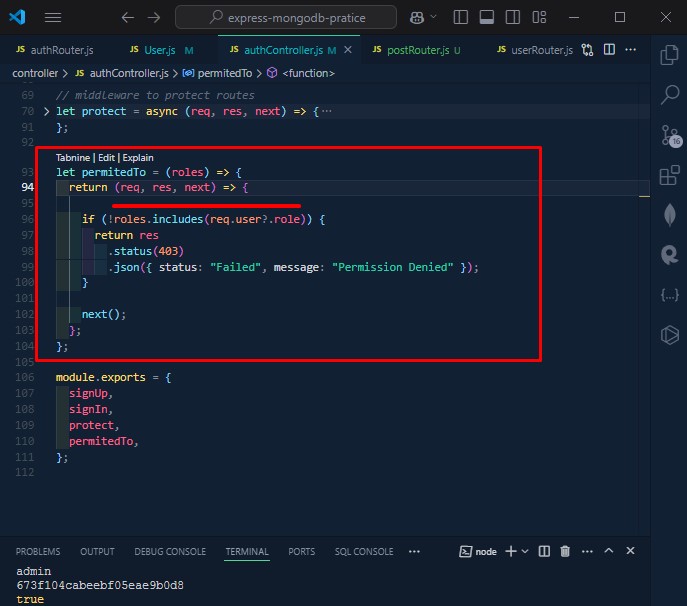 express-mongodb-pratice
JS authRouter.js
JS User.js M
JS authController.js M
JS postRouter.js U
JS userRouter.js
controller > JS authController.js > permitedTo > <function>
69 // middleware to protect routes
70 let protect = async (req, res, next) => {···
91 };
92
Tabnine | Edit | Explain
93 let permitedTo = (roles) => {
94 return (req, res, next) => {
95
96 if (!roles.includes(req.user?.role)) {
97 return res
98 .status(403)
99 .json({ status: "Failed", message: "Permission Denied" });
100 }
101
102 next();
103 };
104 };
105
106 module.exports = {
107 signUp,
108 signIn,
109 protect,
110 permitedTo,
111 };
112
16
PROBLEMS OUTPUT DEBUG CONSOLE TERMINAL PORTS SQL CONSOLE ··· node
admin
673f104cabeebf05eae9b0d8
true